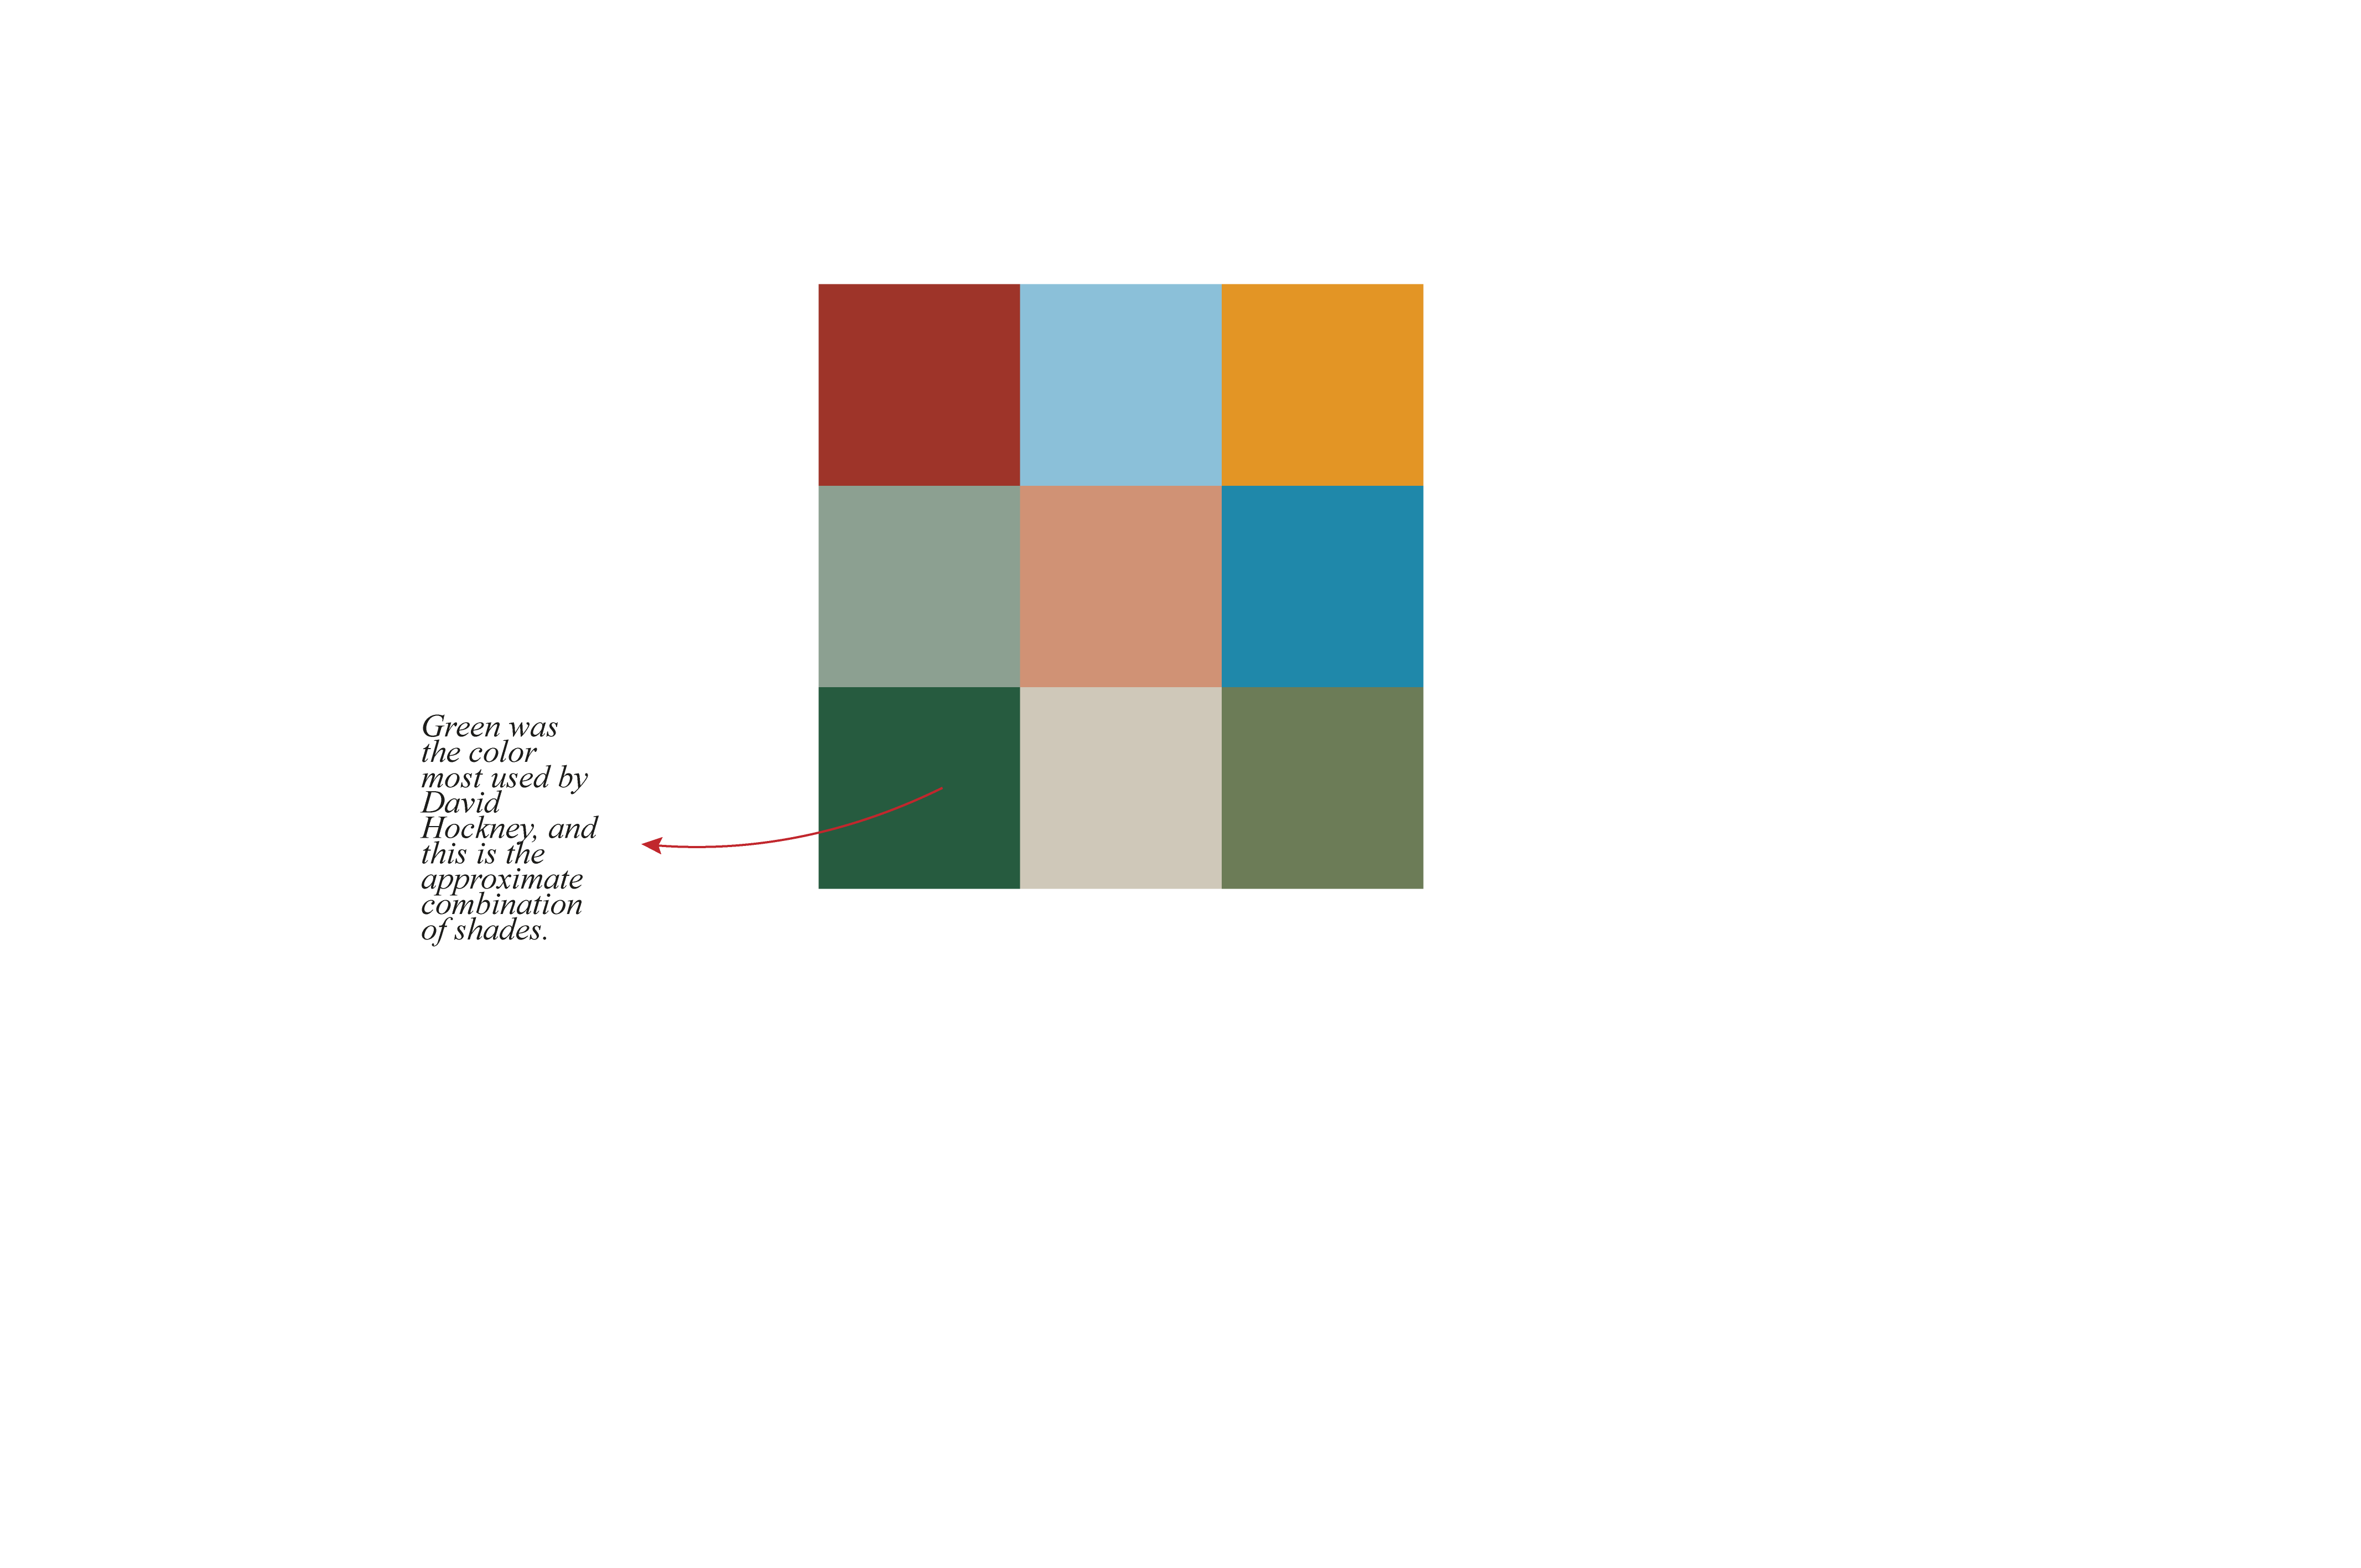 Green was
the color
most used by
David
Hockney, and
this is the
approximate
combination
of shades.